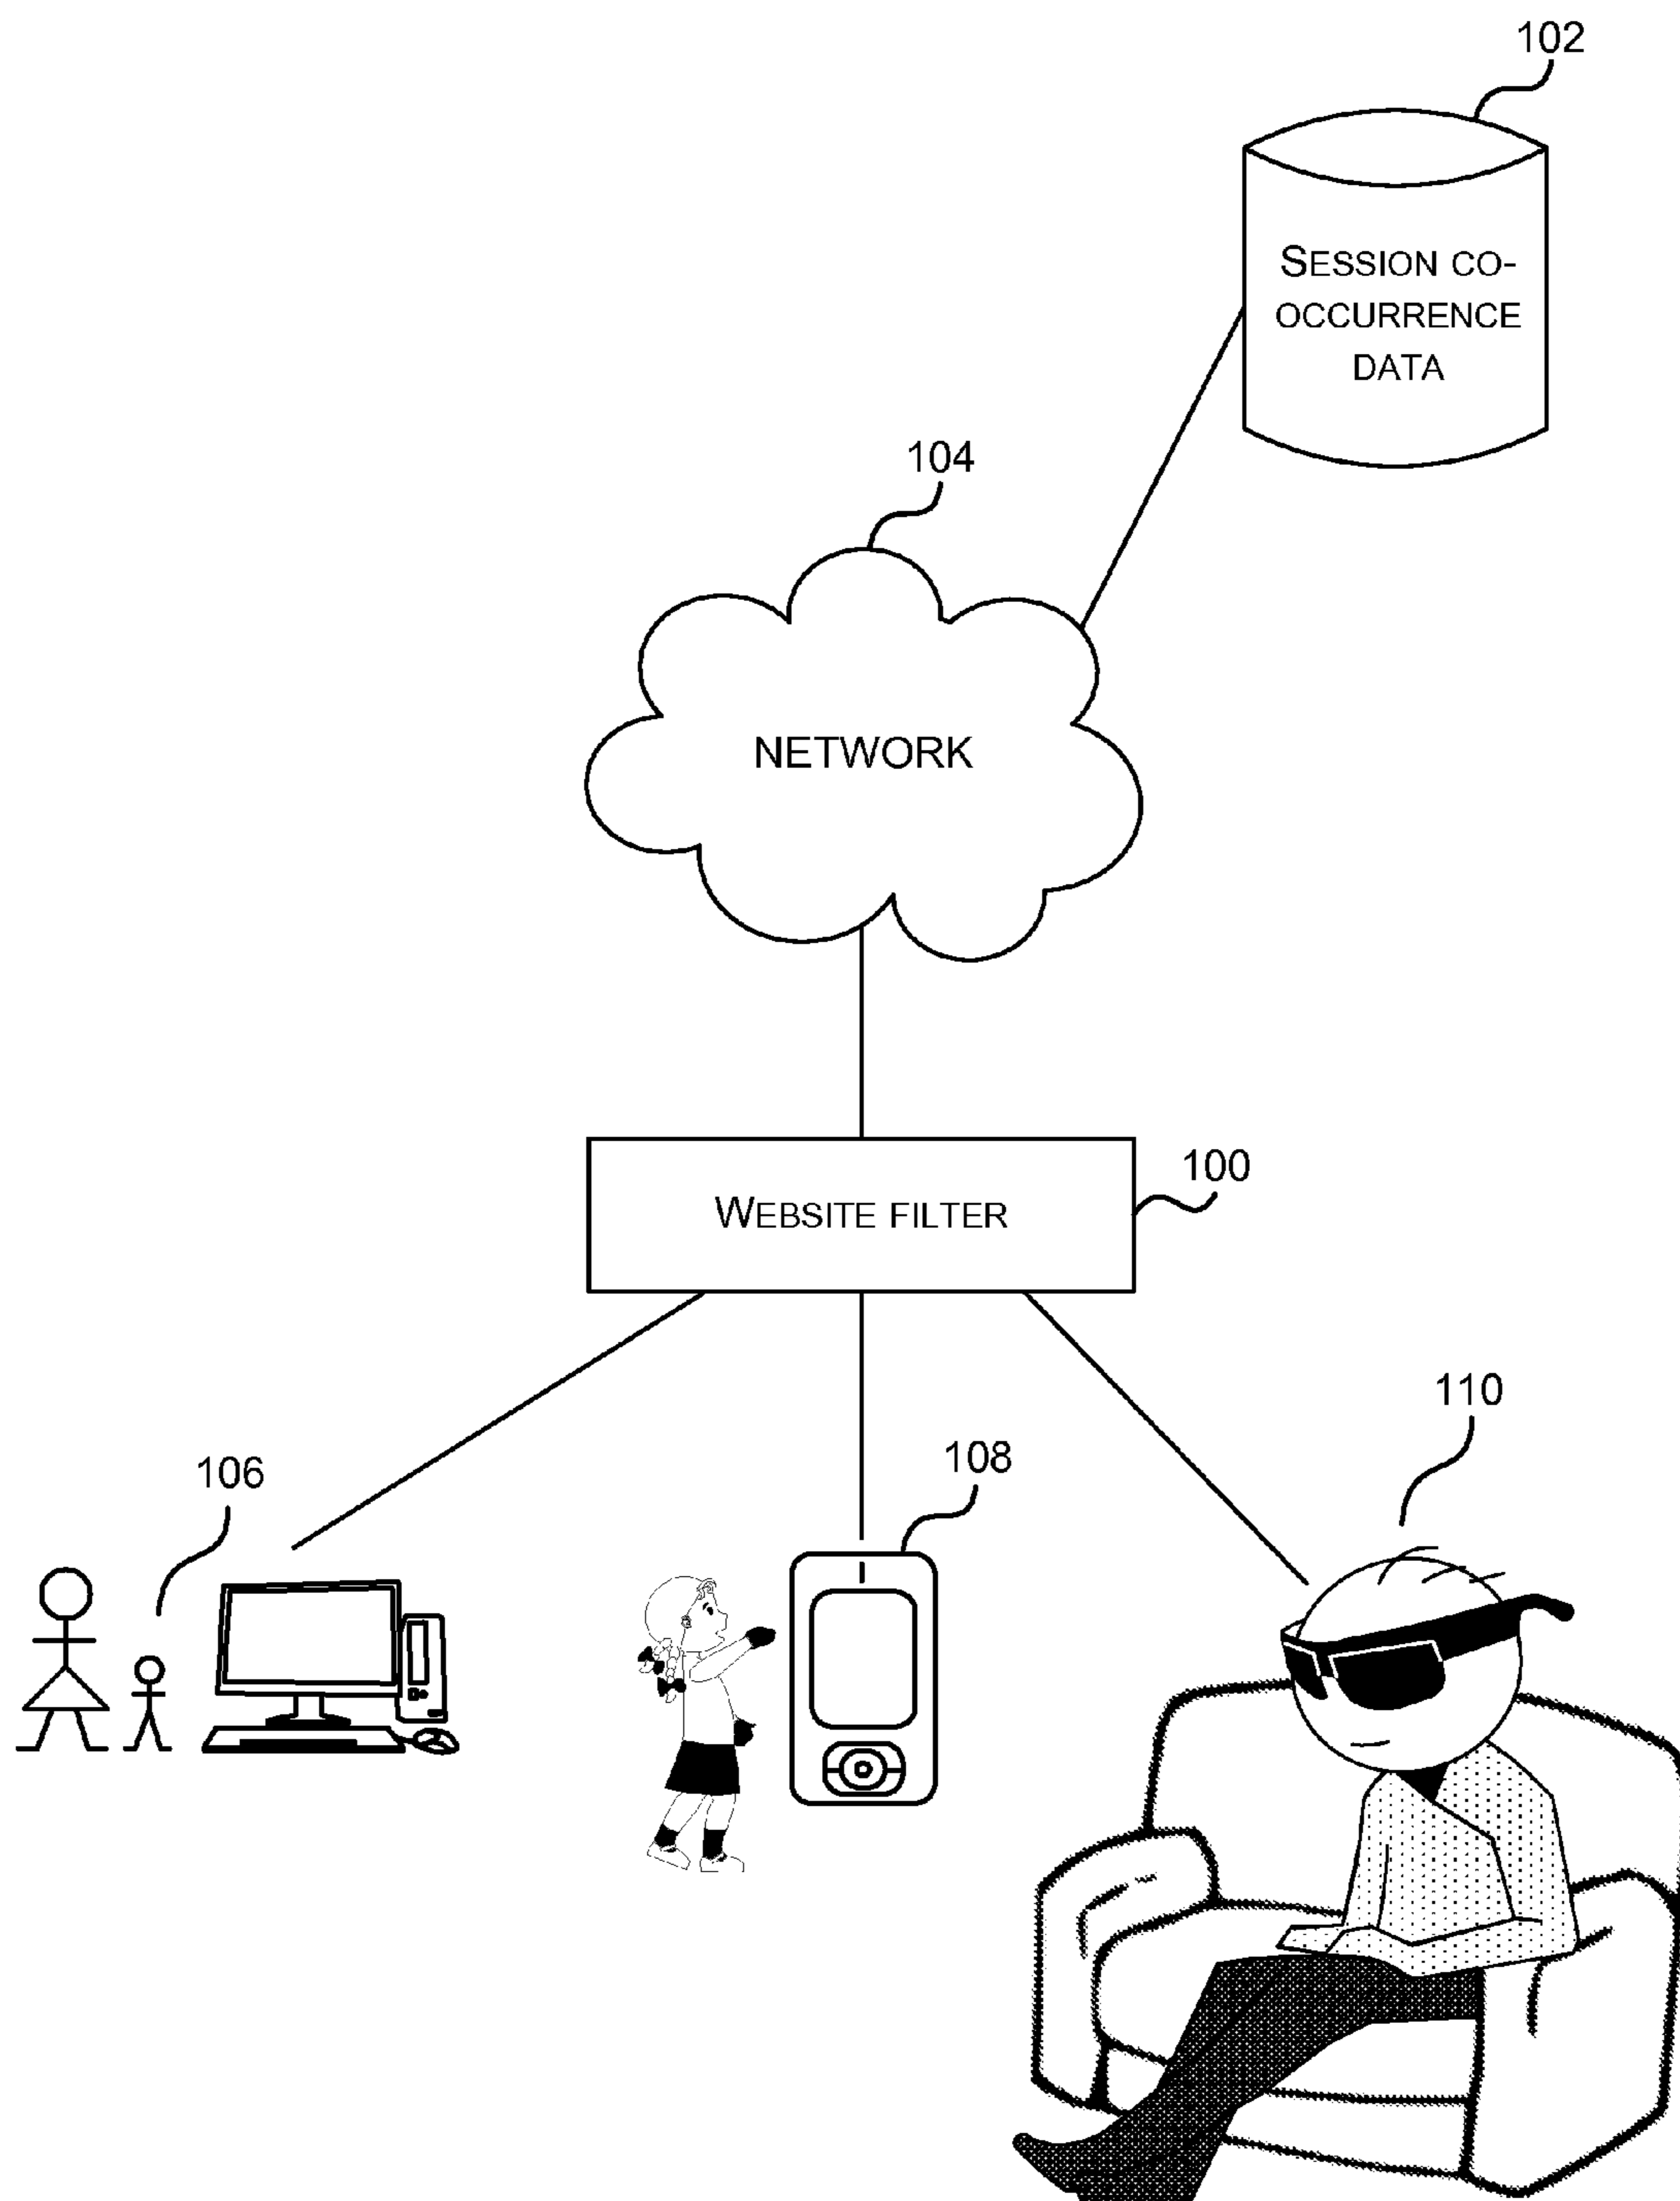 102
SESSION CO-
OCCURRENCE
DATA
104
NETWORK
100
WEBSITE FILTER
110
108
106